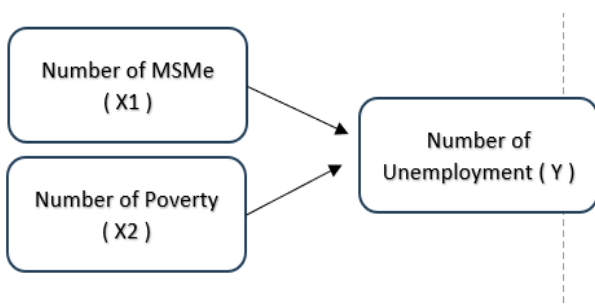 Number of MSMe
( X1 )
Number of Poverty
( X2 )
Number of
Unemployment ( Y )